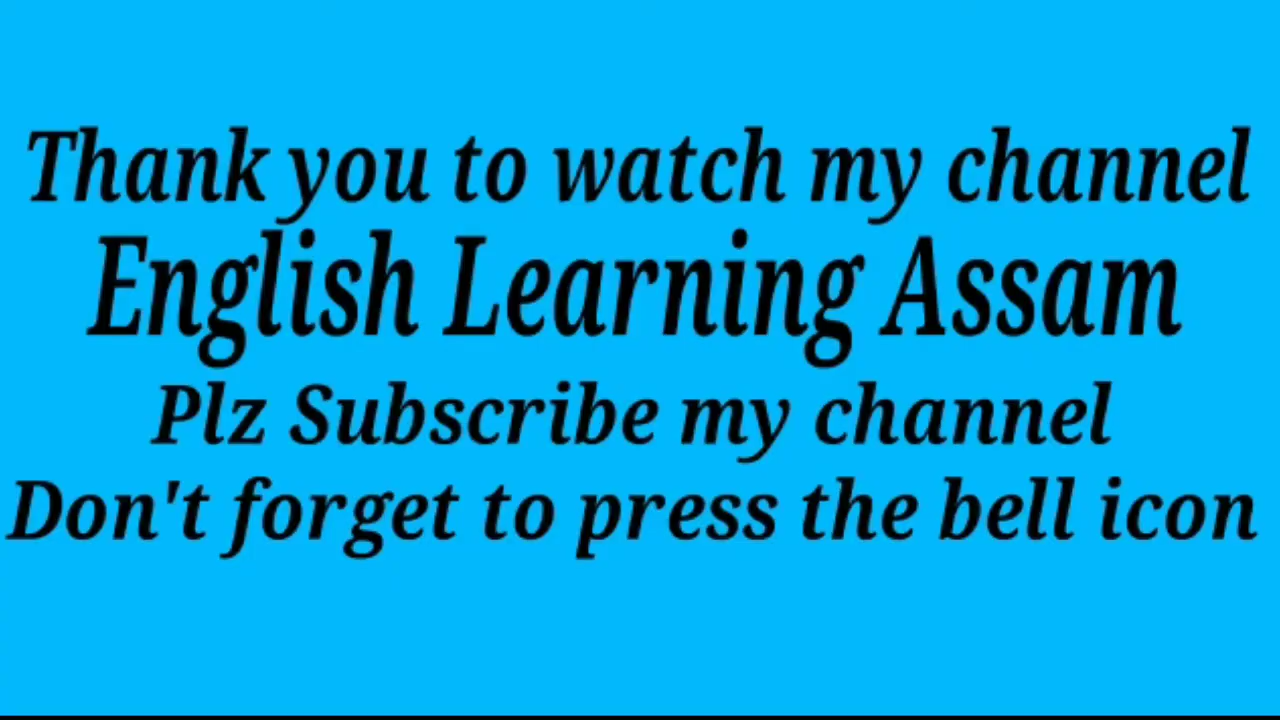 Thank you to watch my channel
English Learning Assam
Plz Subscribe my channel
Don't forget to press the bell icon